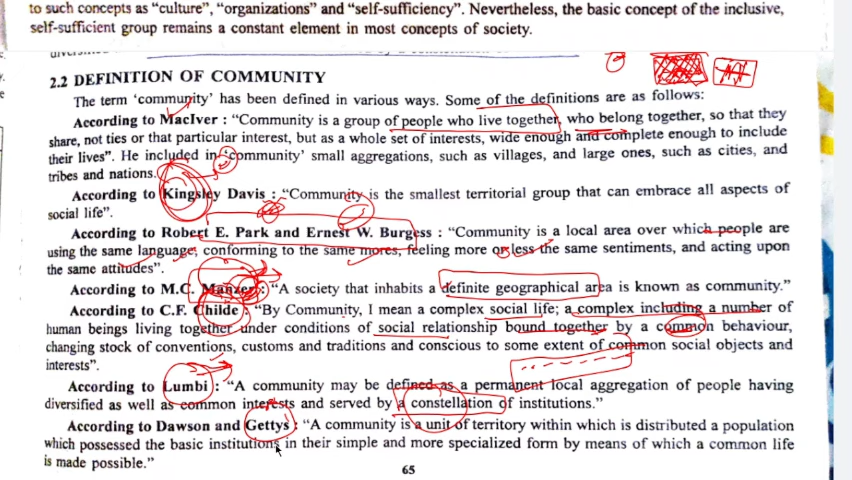 to such concepts as “culture”, “organizations” and “self-sufficiency”. Nevertheless, the basic concept of the inclusive,
self-sufficient group remains a constant element in most concepts of society.
2.2 DEFINITION OF COMMUNITY
The term ‘community’ has been defined in various ways. Some of the definitions are as follows:
According to MacIver : “Community is a group of people who live together, who belong together, so that they
share, not ties or that particular interest, but as a whole set of interests, wide enough and complete enough to include
their lives”. He included in ‘community’ small aggregations, such as villages, and large ones, such as cities, and
tribes and nations.
According to Kingsley Davis : “Community is the smallest territorial group that can embrace all aspects of
social life”.
According to Robert E. Park and Ernest W. Burgess : “Community is a local area over which people are
using the same language, conforming to the same mores, feeling more or less the same sentiments, and acting upon
the same attitudes”.
According to M.C. Manzer : “A society that inhabits a definite geographical area is known as community.”
According to C.F. Childe : “By Community, I mean a complex social life; a complex including a number of
human beings living together under conditions of social relationship bound together by a common behaviour,
changing stock of conventions, customs and traditions and conscious to some extent of common social objects and
interests”.
According to Lumbi : “A community may be defined as a permanent local aggregation of people having
diversified as well as common interests and served by a constellation of institutions.”
According to Dawson and Gettys : “A community is a unit of territory within which is distributed a population
which possessed the basic institutions in their simple and more specialized form by means of which a common life
is made possible.”
65